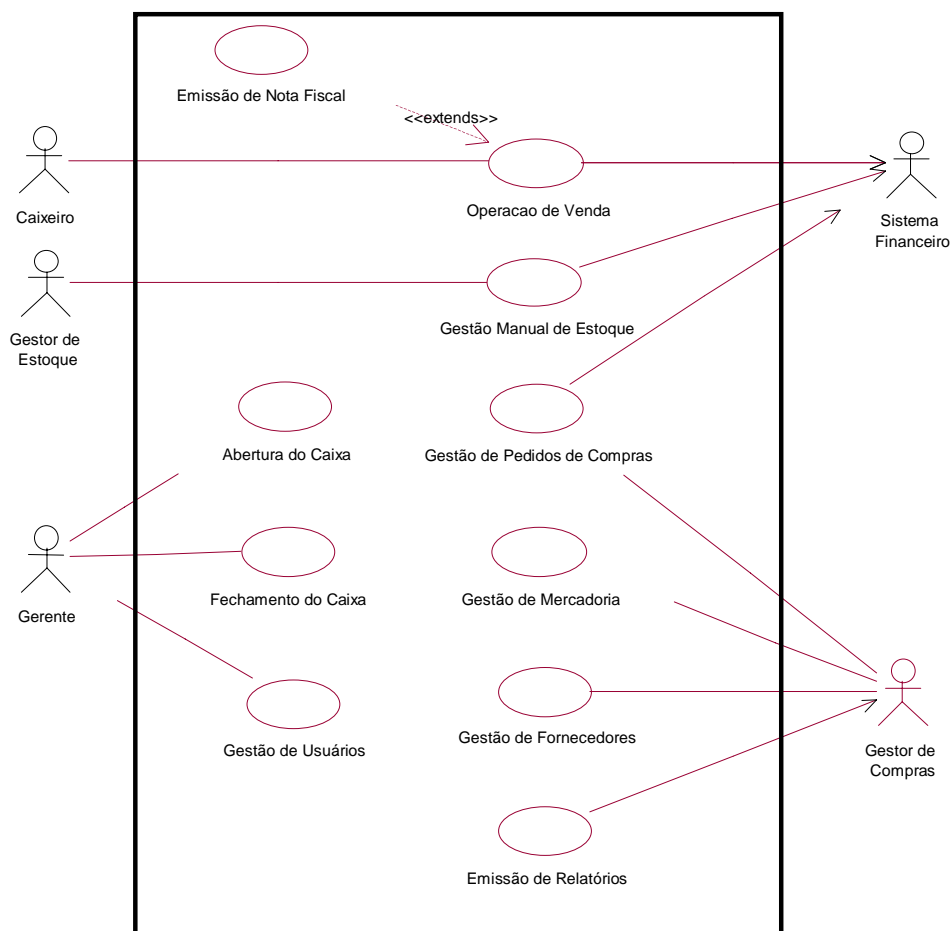 Emissão de Nota Fiscal
<<extends>>
Caixeiro
Operacao de Venda
Sistema
Financeiro
Gestor de
Estoque
Gestão Manual de Estoque
Abertura do Caixa
Gestão de Pedidos de Compras
Gerente
Fechamento do Caixa
Gestão de Mercadoria
Gestão de Usuários
Gestão de Fornecedores
Gestor de
Compras
Emissão de Relatórios